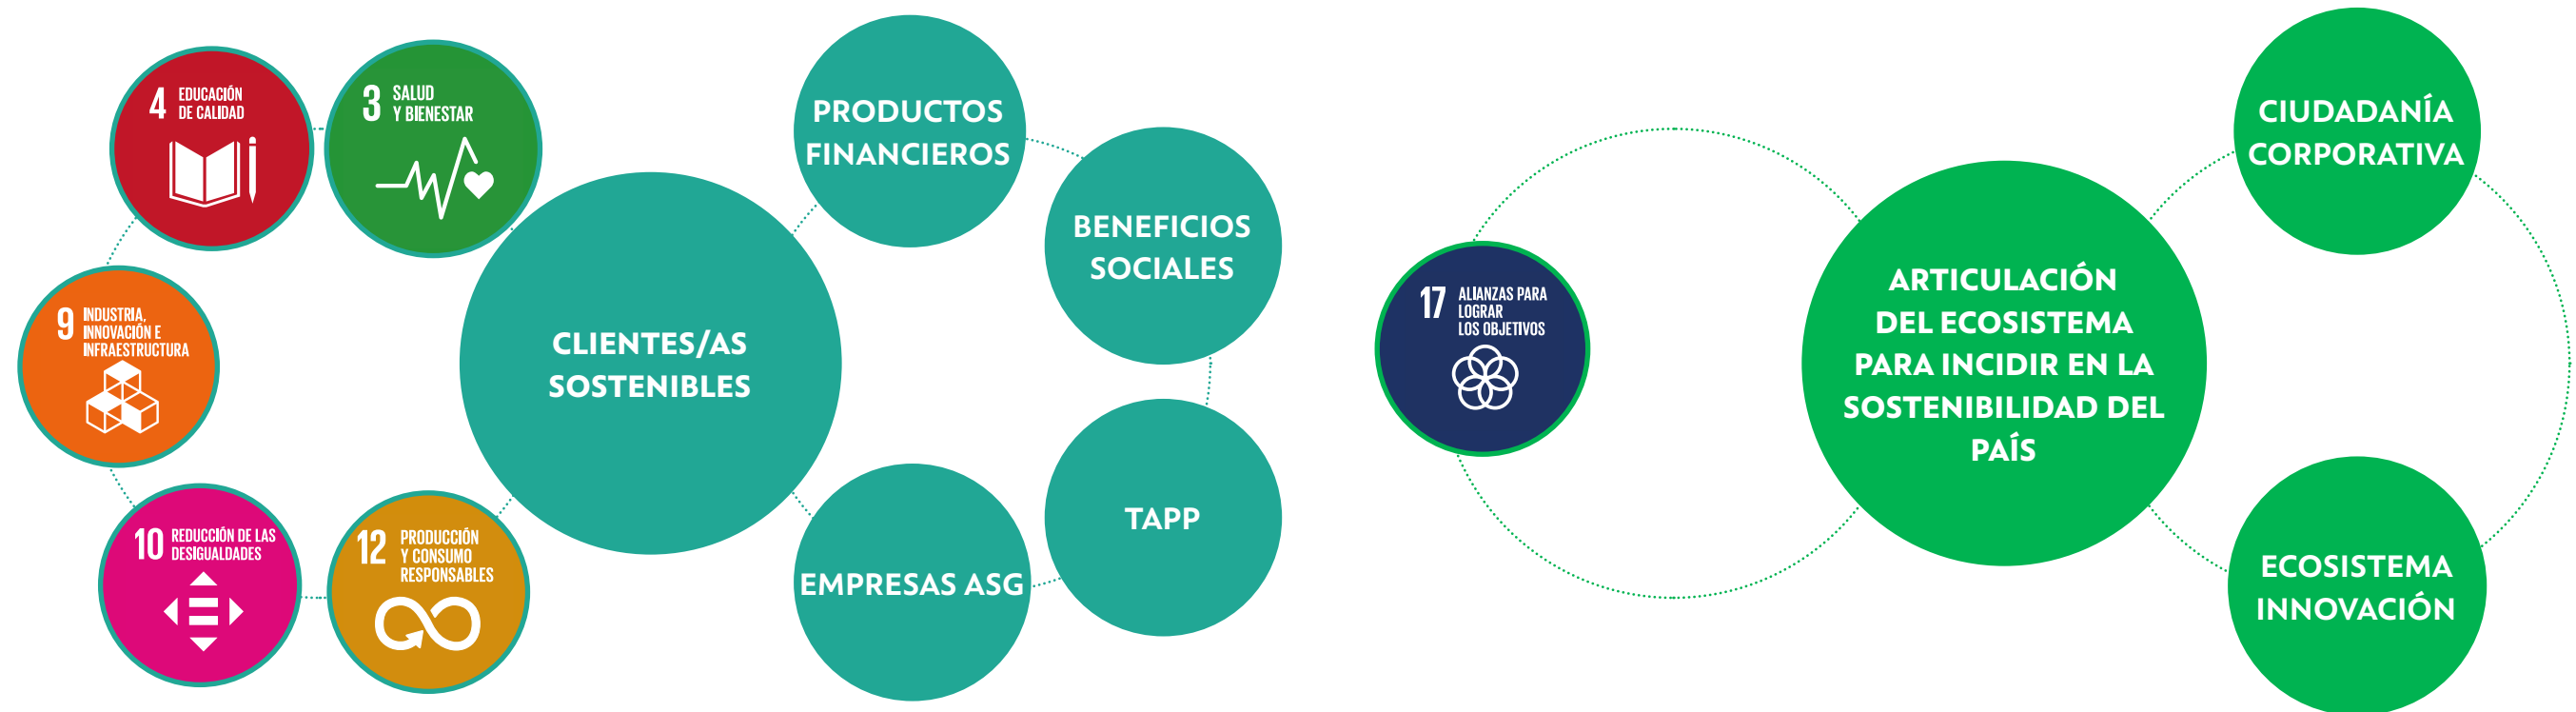 4 EDUCACIÓN
DE CALIDAD
3 SALUD
Y BIENESTAR
9 INDUSTRIA,
INNOVACIÓN E
INFRAESTRUCTURA
10 REDUCCIÓN DE LAS
DESIGUALDADES
12 PRODUCCIÓN
Y CONSUMO
RESPONSABLES
CLIENTES/AS
SOSTENIBLES
PRODUCTOS
FINANCIEROS
BENEFICIOS
SOCIALES
TAPP
EMPRESAS ASG
17 ALIANZAS PARA
LOGRAR
LOS OBJETIVOS
ARTICULACIÓN
DEL ECOSISTEMA
PARA INCIDIR EN LA
SOSTENIBILIDAD DEL
PAÍS
CIUDADANÍA
CORPORATIVA
ECOSISTEMA
INNOVACIÓN